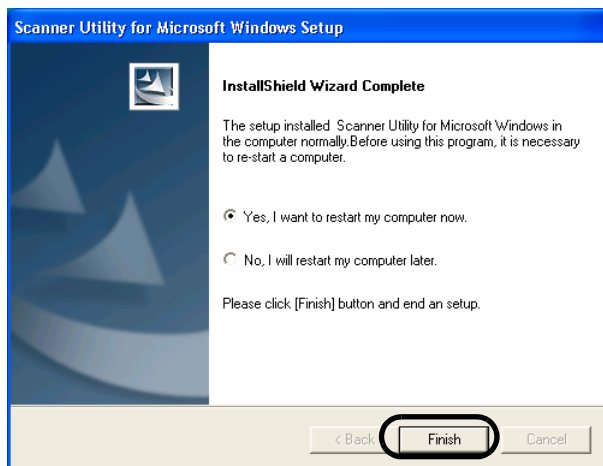 Scanner Utility for Microsoft Windows Setup
InstallShield Wizard Complete
The setup installed Scanner Utility for Microsoft Windows in
the computer normally.Before using this program, it is necessary
to re-start a computer.
Yes, I want to restart my computer now.
No, I will restart my computer later.
Please click [Finish] button and end an setup.
< Back Finish Cancel